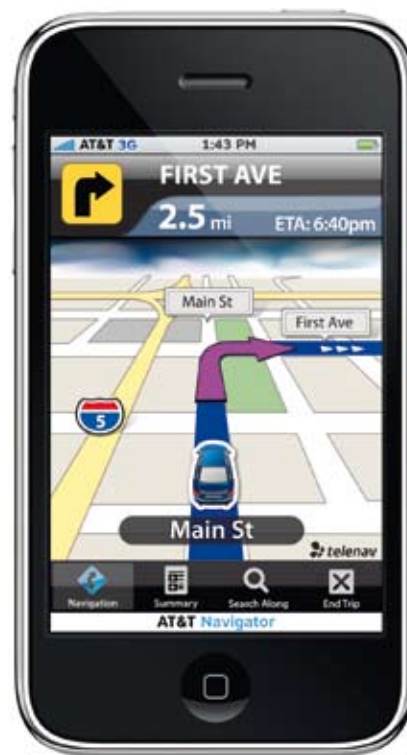 AT&T 3G 1:43 PM
FIRST AVE
2.5 mi ETA: 6:40pm
Main St
First Ave
5
Main St
telenav
Navigation Summary Search Along End Trip
AT&T Navigator